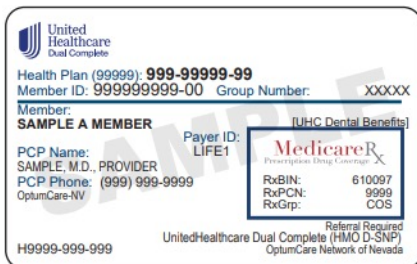 United
Healthcare
Dual Complete
Health Plan (99999): 999-99999-99
Member ID: 999999999-00 Group Number: XXXXX
Member:
SAMPLE A MEMBER [UHC Dental Benefits]
Payer ID:
LIFE1
PCP Name:
SAMPLE, M.D., PROVIDER
PCP Phone: (999) 999-9999
OptumCare-NV
MedicareRx
Prescription Drug Coverage
RxBIN: 610097
RxPCN: 9999
RxGrp: COS
Referral Required
UnitedHealthcare Dual Complete (HMO D-SNP)
H9999-999-999 OptumCare Network of Nevada
SAMPLE